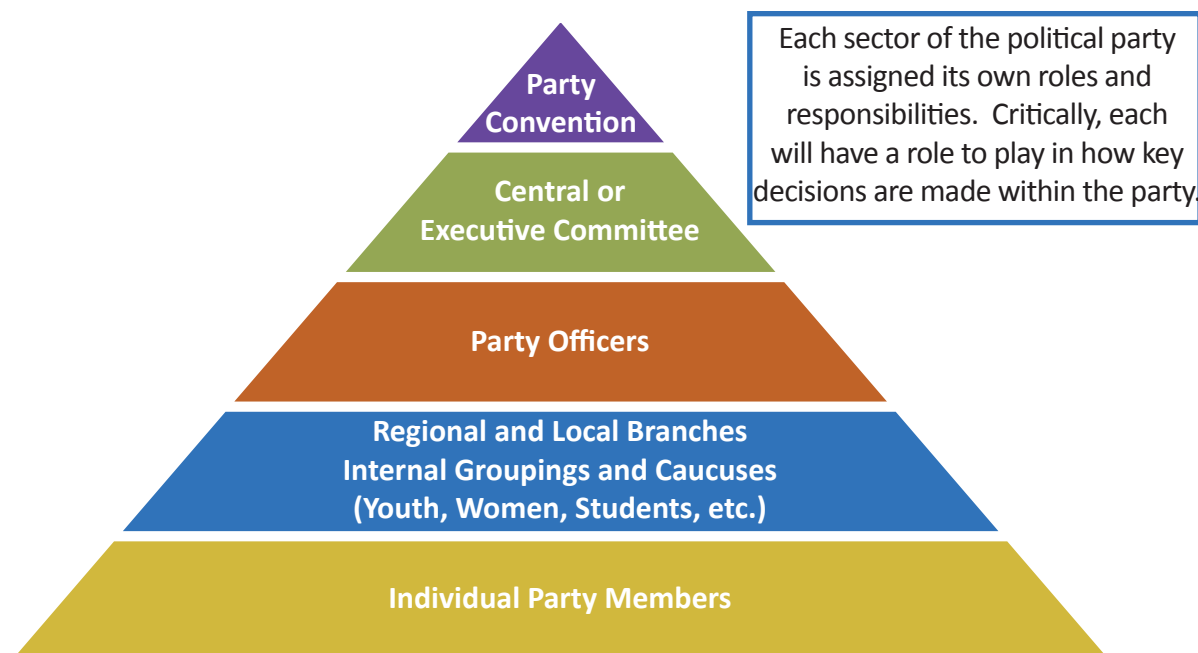 Party
Convention
Each sector of the political party
is assigned its own roles and
responsibilities.  Critically, each
will have a role to play in how key
decisions are made within the party.
Central or
Executive Committee
Party Officers
Regional and Local Branches
Internal Groupings and Caucuses
(Youth, Women, Students, etc.)
Individual Party Members